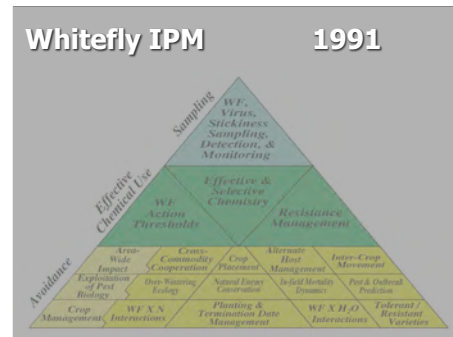 Whitefly IPM 1991
Sampling
WF,
Virus,
Stickiness
Sampling,
Detection, &
Monitoring
Effective
Chemical Use
Effective &
Selective
Chemistry
WF
Action
Thresholds
Resistance
Management
Avoidance
Area-
Wide
Impact
Cross-
Commodity
Cooperation
Crop
Placement
Alternate
Host
Management
Inter-Crop
Movement
Exploitation
of Pest
Biology
Over-Wintering
Ecology
Natural Enemy
Conservation
In-field Mortality
Dynamics
Pest & Outbreak
Prediction
Crop
Management
WF X N
Interactions
Planting &
Termination Date
Management
WF X H₂O
Interactions
Tolerant /
Resistant
Varieties